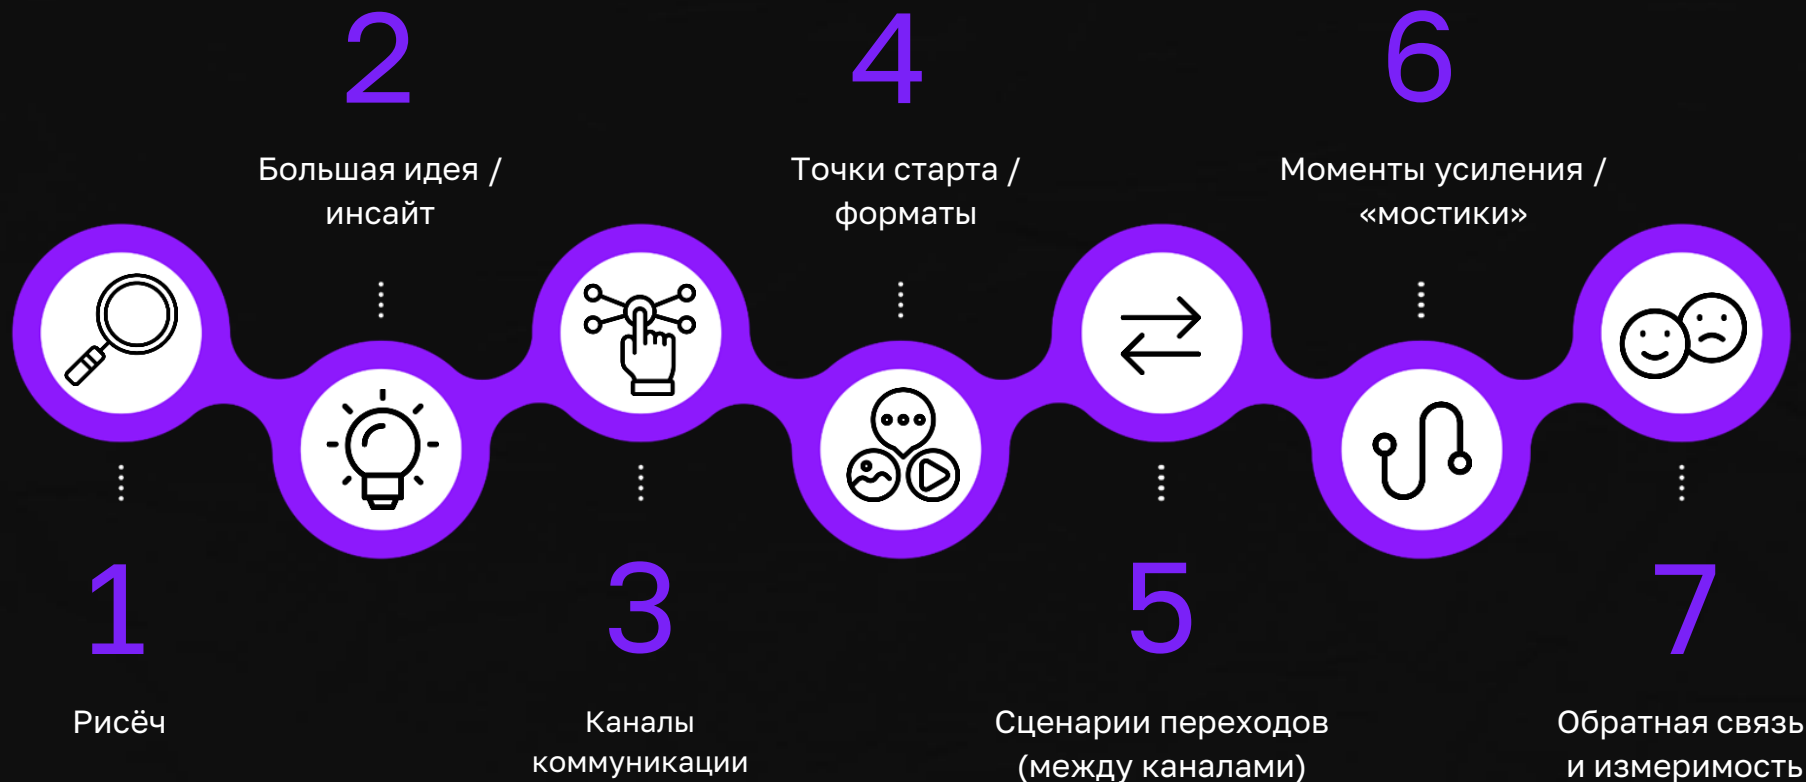 1
Рисёч
2
Большая идея /
инсайт
3
Каналы
коммуникации
4
Точки старта /
форматы
5
Сценарии переходов
(между каналами)
6
Моменты усиления /
«мостики»
7
Обратная связь
и измеримость